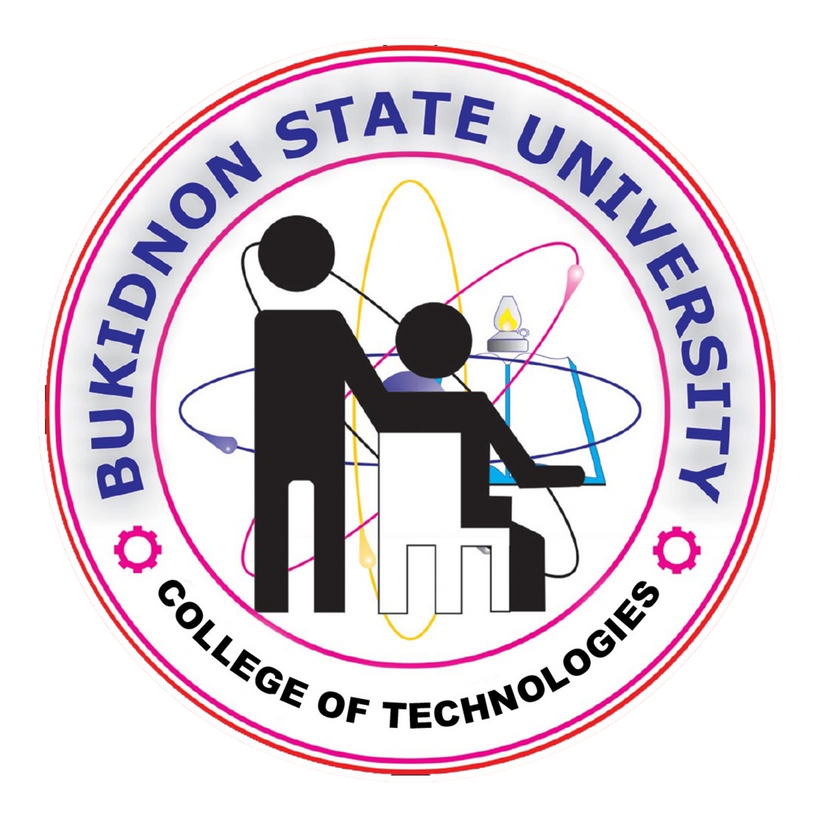 BUKIDNON STATE UNIVERSITY
COLLEGE OF TECHNOLOGIES